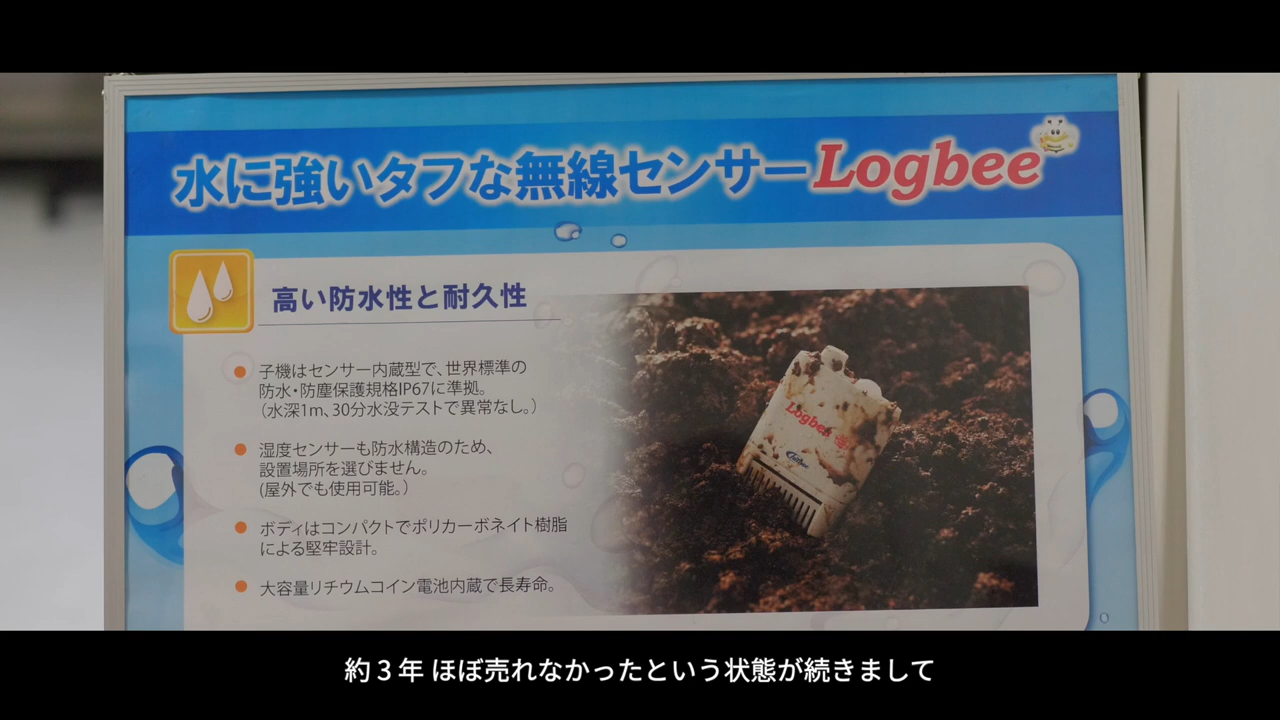 水に強いタフな無線センサーLogbee
高い防水性と耐久性
子機はセンサー内蔵型で、世界標準の
防水・防塵保護規格IP67に準拠。
（水深1m、30分水没テストで異常なし。）
湿度センサーも防水構造のため、
設置場所を選びません。
(屋外でも使用可能。)
ボディはコンパクトでポリカーボネイト樹脂
による堅牢設計。
大容量リチウムコイン電池内蔵で長寿命。
Logbee
約３年 ほぼ売れなかったという状態が続きまして